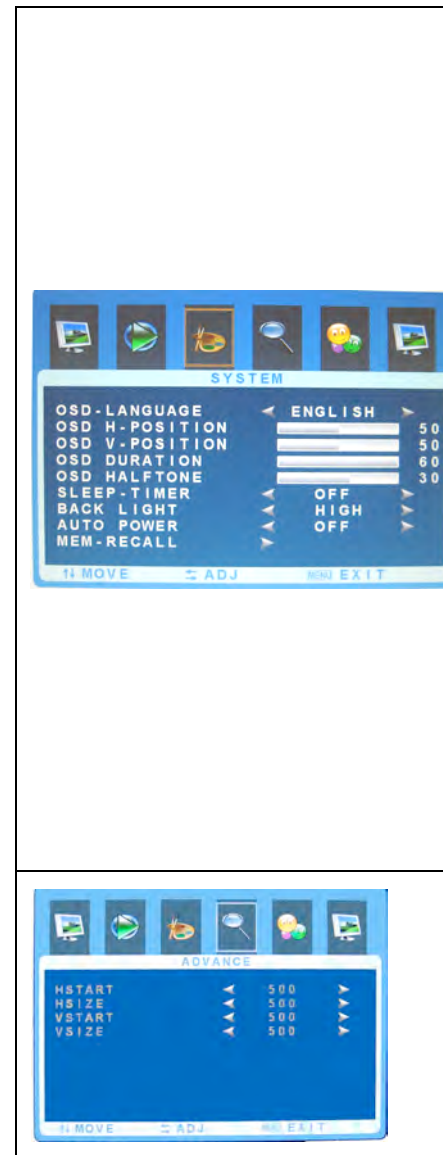 SYSTEM
OSD-LANGUAGE ENGLISH
OSD H-POSITION 50
OSD V-POSITION 50
OSD DURATION 60
OSD HALFTONE 30
SLEEP-TIMER OFF
BACK LIGHT HIGH
AUTO POWER OFF
MEM-RECALL
MOVE ADJ MENU EXIT
ADVANCE
HSTART 500
HSIZE 500
VSTART 500
VSIZE 500
MOVE ADJ MENU EXIT